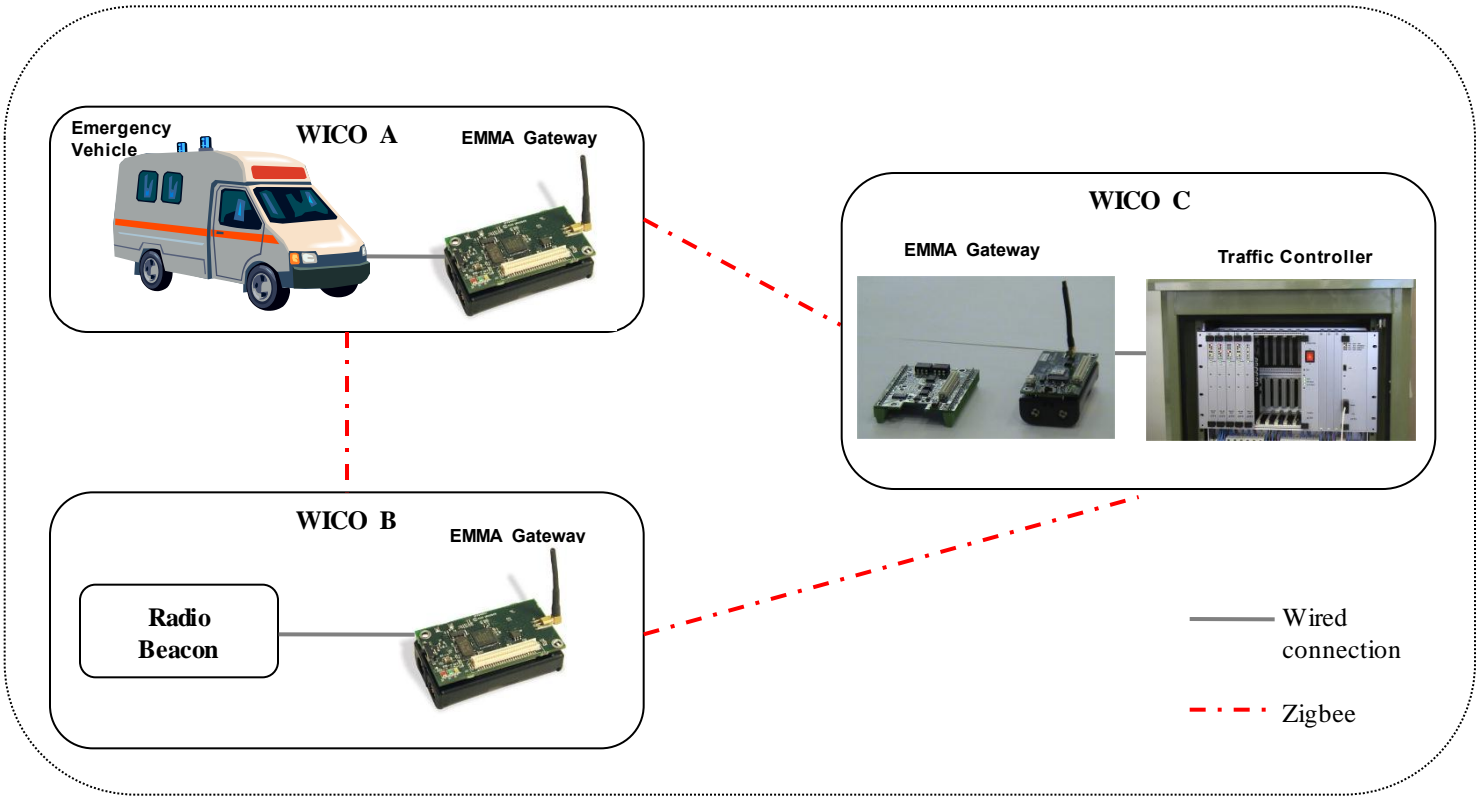 Emergency
Vehicle
WICO A
EMMA Gateway
WICO C
EMMA Gateway
Traffic Controller
WICO B
EMMA Gateway
Radio
Beacon
Wired
connection
Zigbee